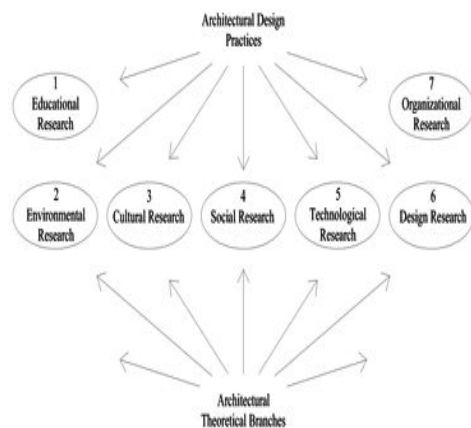 Architectural Design
Practices
1
Educational
Research
7
Organizational
Research
2
Environmental
Research
3
Cultural Research
4
Social Research
5
Technological
Research
6
Design Research
Architectural
Theoretical Branches